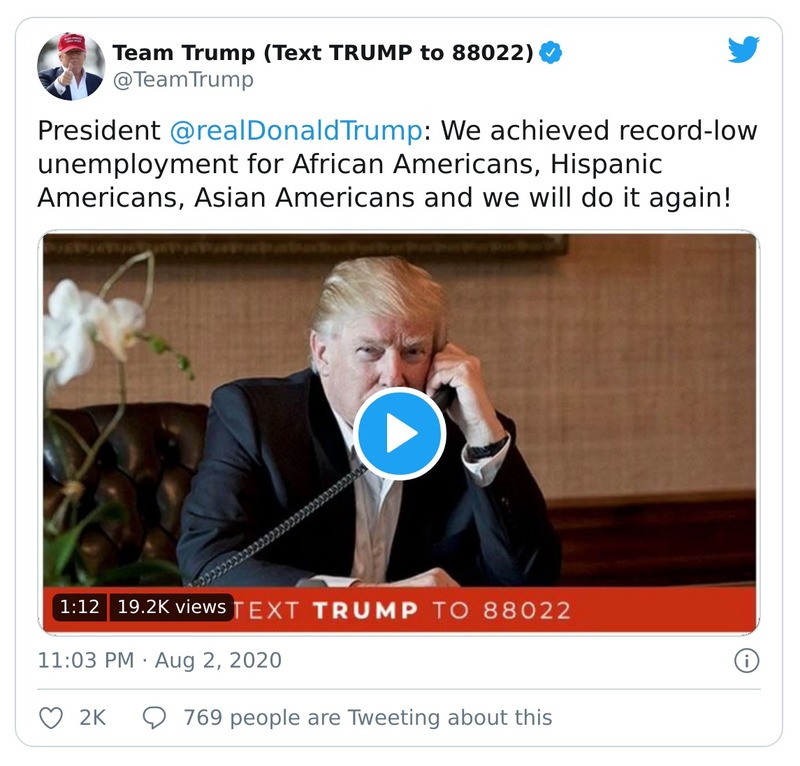 Team Trump (Text TRUMP to 88022)
@TeamTrump
President @realDonaldTrump: We achieved record-low
unemployment for African Americans, Hispanic
Americans, Asian Americans and we will do it again!
1:12 19.2K views
TEXT TRUMP TO 88022
11:03 PM · Aug 2, 2020
2K 769 people are Tweeting about this